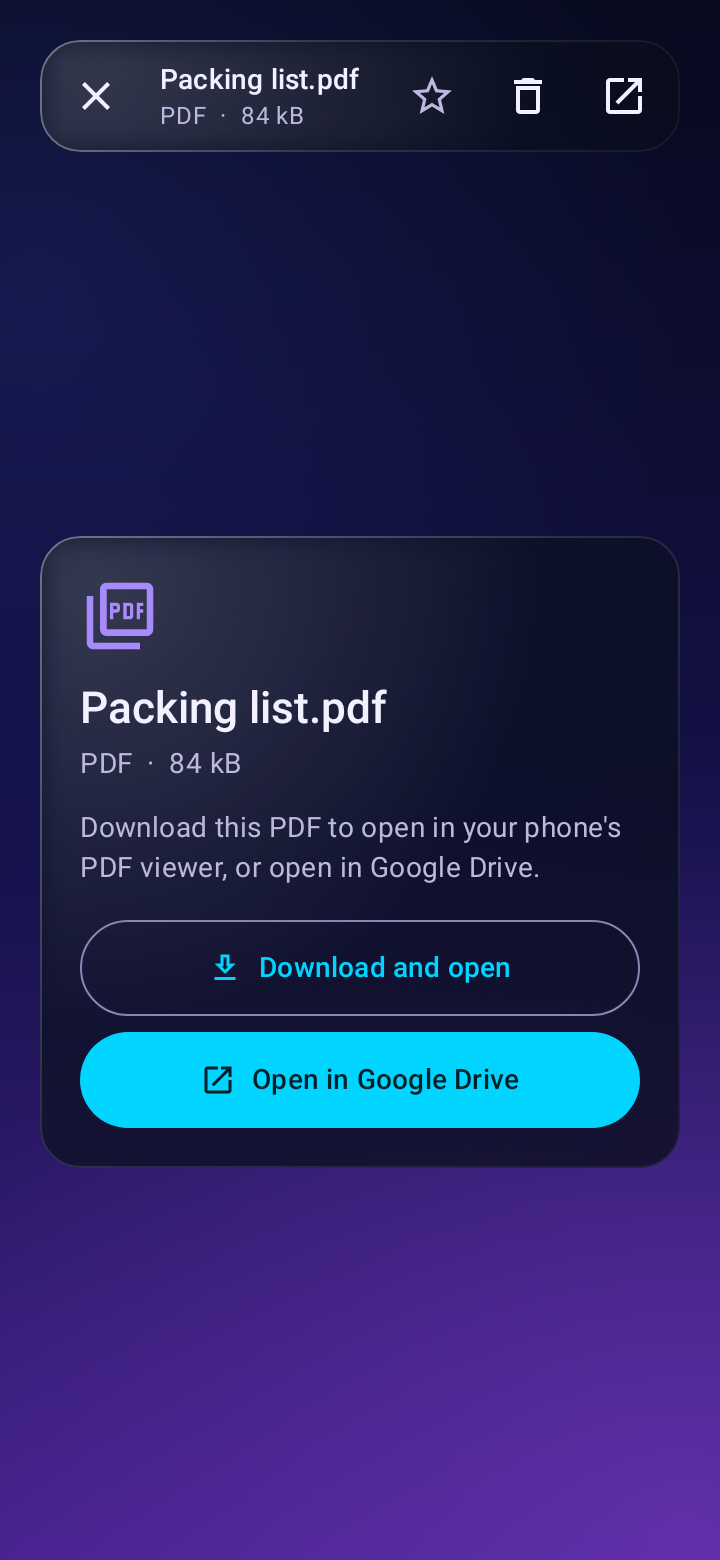 Packing list.pdf
PDF · 84 kB
PDF
Packing list.pdf
PDF · 84 kB
Download this PDF to open in your phone's
PDF viewer, or open in Google Drive.
Download and open
Open in Google Drive